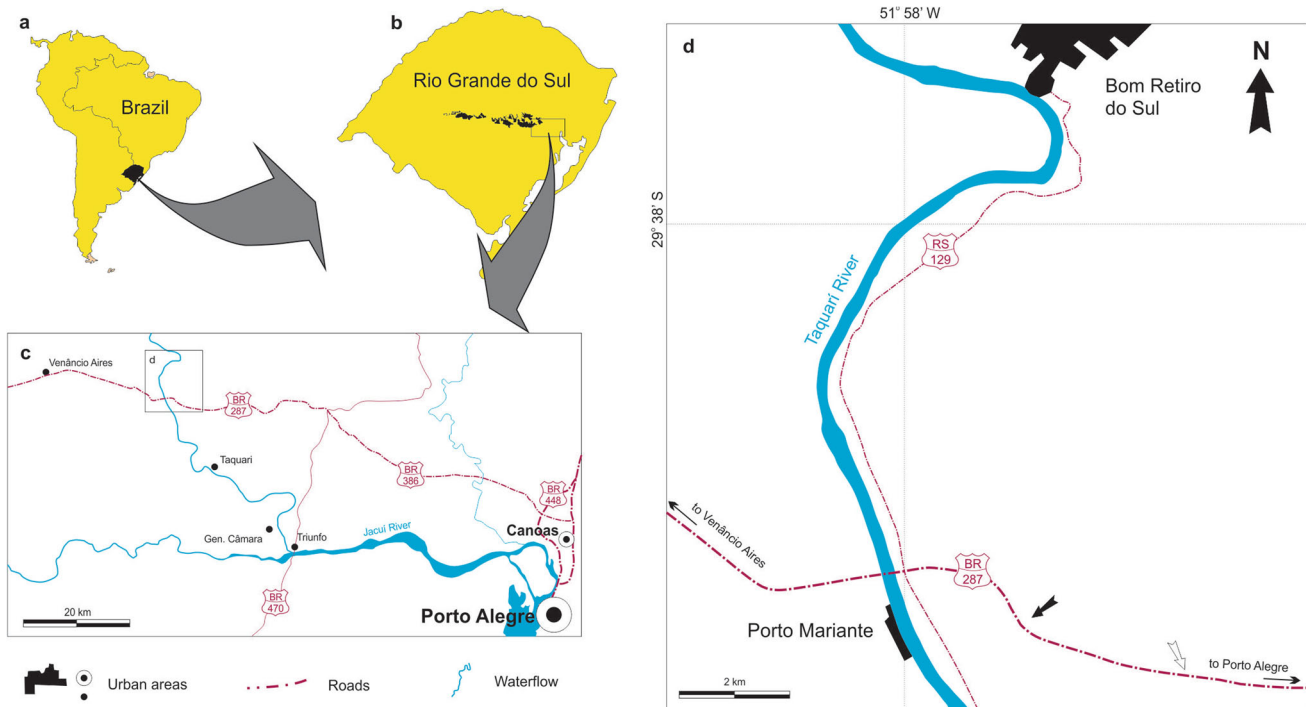 a
Brazil
b
Rio Grande do Sul
c
d
Venâncio Aires
BR
287
Taquari
BR
386
BR
448
Gen. Câmara
Triunfo
Jacuí River
Canoas
BR
470
Porto Alegre
20 km
Urban areas
Roads
Waterflow
d
51° 58' W
29° 38' S
N
Bom Retiro
do Sul
RS
129
Taquarí River
to Venâncio Aires
BR
287
Porto Mariante
to Porto Alegre
2 km